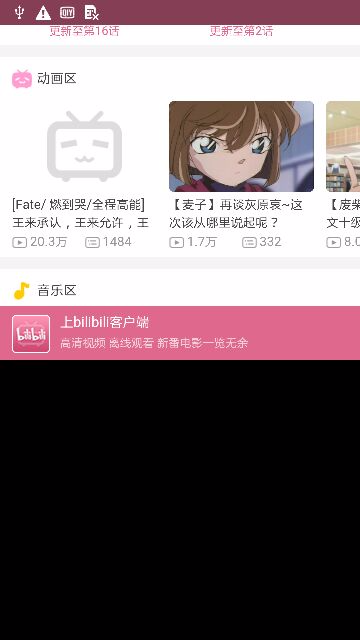 更新至第16话
更新至第2话
动画区
[Fate/ 燃到哭/全程高能]
王来承认，王来允许，王
20.3万
1484
【麦子】再谈灰原哀~这
次该从哪里说起呢？
1.7万
332
【废柴
文十级
音乐区
bilibili
上bilibili客户端
高清视频 离线观看 新番电影一览无余